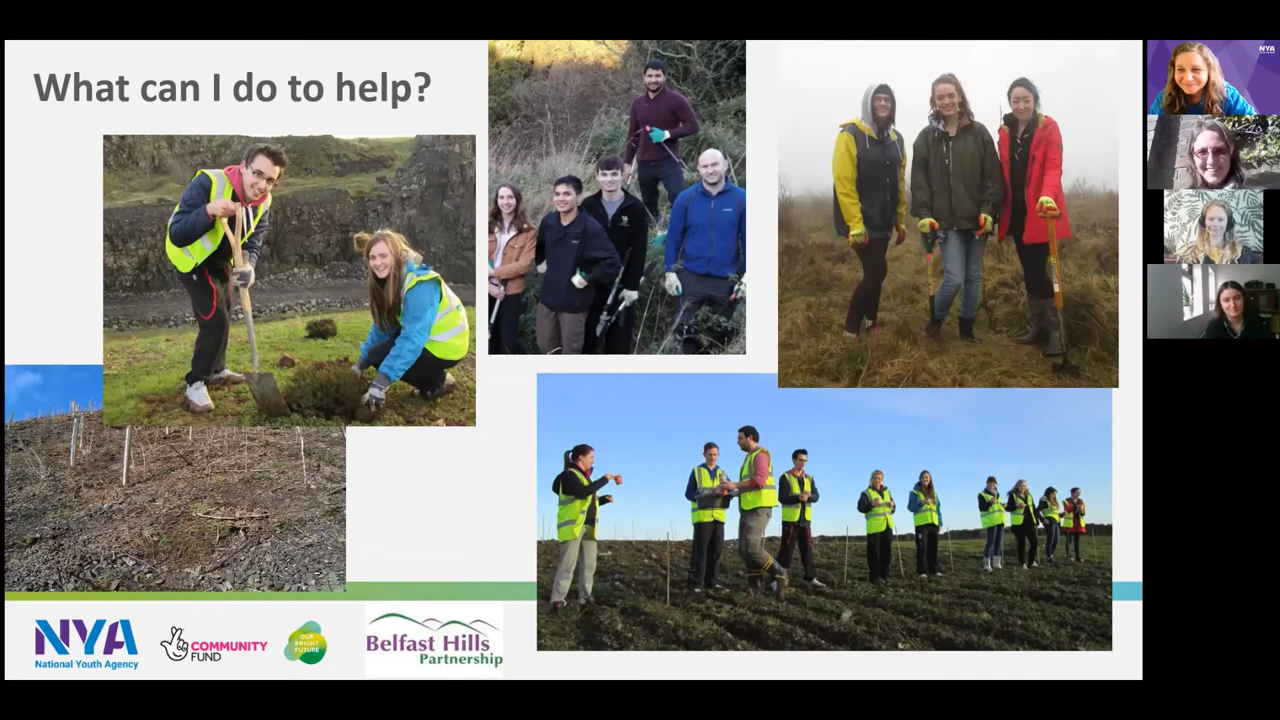 What can I do to help?
NYA
NYA
National Youth Agency
COMMUNITY
FUND
OUR
BRIGHT
FUTURE
Belfast Hills
Partnership